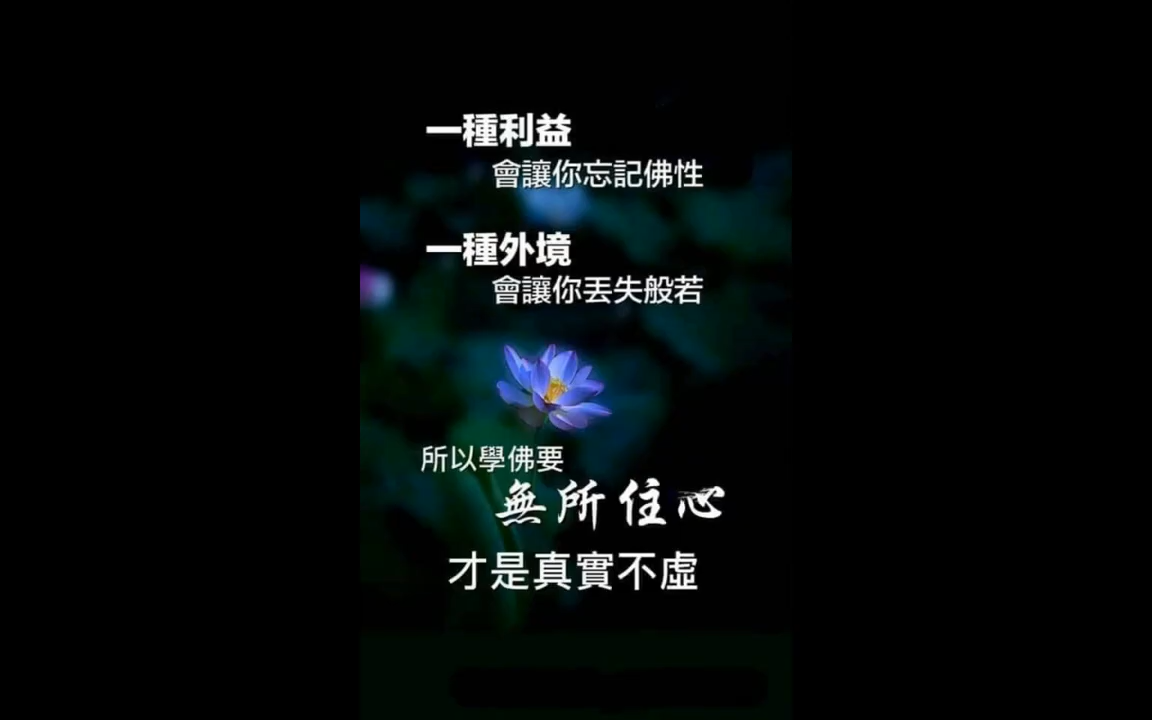 一種利益
會讓你忘記佛性
一種外境
會讓你丟失般若
所以學佛要
無所住心
才是真實不虛